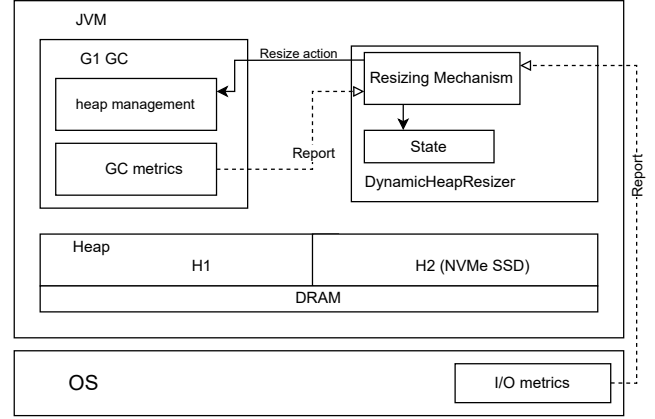 JVM
G1 GC
Resize action
heap management
Resizing Mechanism
GC metrics
Report
State
DynamicHeapResizer
Report
Heap
H1
H2 (NVMe SSD)
DRAM
OS
I/O metrics